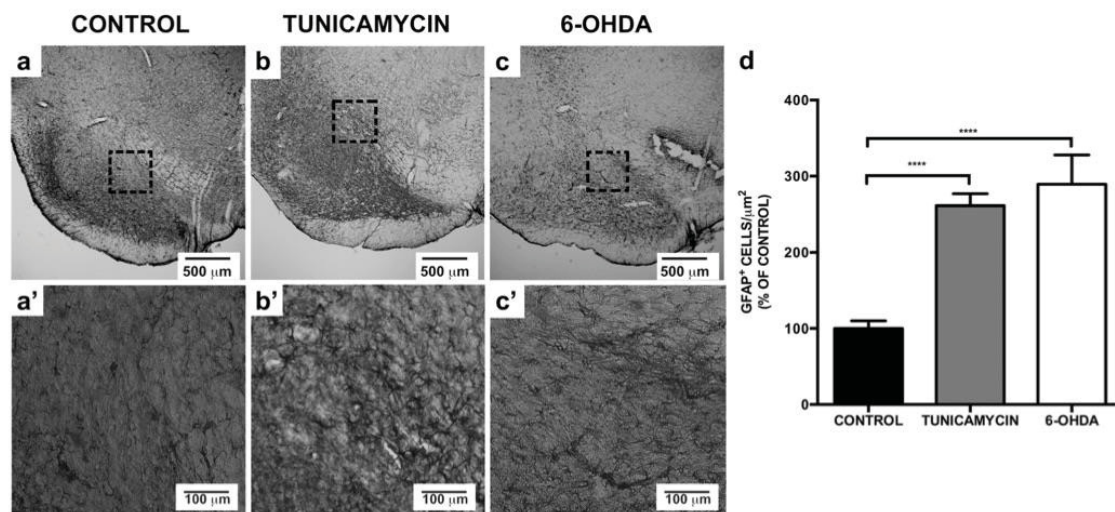 CONTROL
TUNICAMYCIN
6-OHDA
a
b
c
d
500 μm
500 μm
500 μm
a'
b'
c'
100 μm
100 μm
100 μm
GFAP⁺ CELLS/μm²
(% OF CONTROL)
400
300
200
100
0
****
****
CONTROL
TUNICAMYCIN
6-OHDA